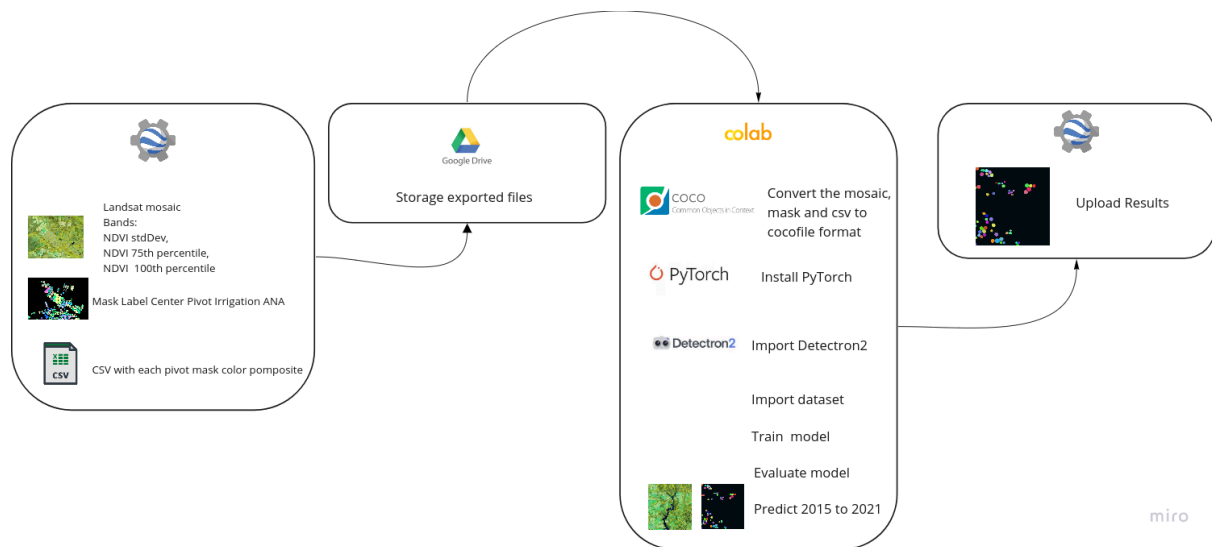 Landsat mosaic
Bands:
NDVI stdDev,
NDVI 75th percentile,
NDVI 100th percentile
Mask Label Center Pivot Irrigation ANA
CSV
CSV with each pivot mask color pomposite
Google Drive
Storage exported files
colab
COCO
Common Objects in Context
Convert the mosaic,
mask and csv to
cocofile format
PyTorch
Install PyTorch
Detectron2
Import Detectron2
Import dataset
Train model
Evaluate model
Predict 2015 to 2021
Upload Results
miro